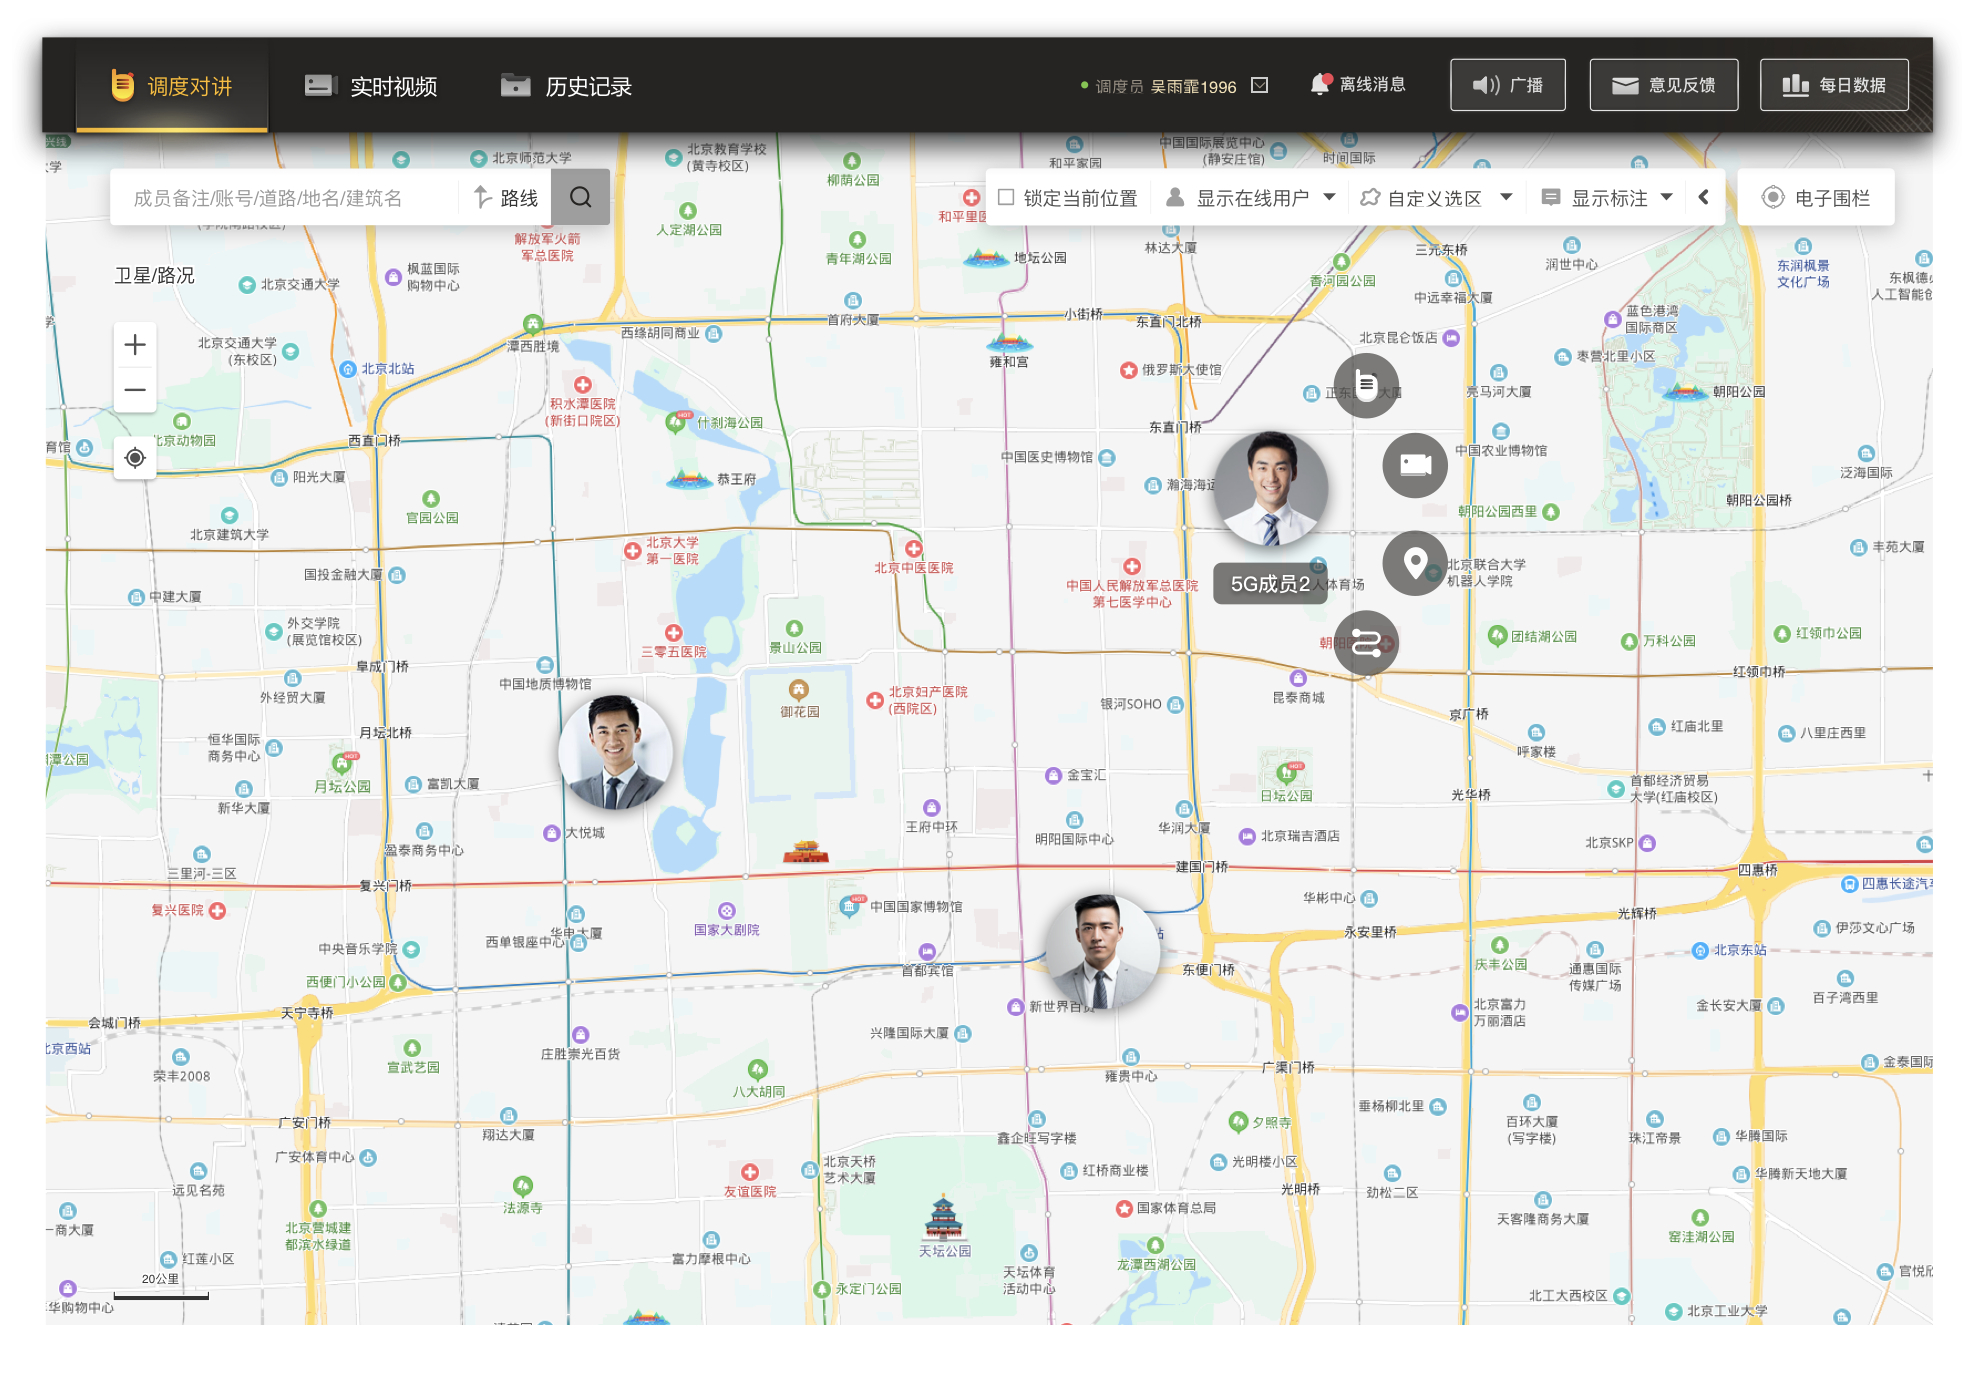 调度对讲
实时视频
历史记录
调度员 吴雨霏1996
离线消息
广播
意见反馈
每日数据
成员备注/账号/道路/地名/建筑名
路线
锁定当前位置
显示在线用户
自定义选区
显示标注
电子围栏
卫星/路况
北京师范大学
北京教育学校
(黄寺校区)
柳荫公园
和平家园
中国国际展览中心
(静安庄馆)
时间国际
解放军火箭
军总医院
人定湖公园
青年湖公园
地坛公园
林达大厦
香河园公园
三元东桥
润世中心
东润枫景
文化广场
北京交通大学
枫蓝国际
购物中心
中远幸福大厦
蓝色港湾
国际商区
西绦胡同商业
首府大厦
小街桥
东直门北桥
北京交通大学
(东校区)
潭西胜境
北京昆仑饭店
枣营北里小区
北京北站
雍和宫
俄罗斯大使馆
亮马河大厦
朝阳公园
积水潭医院
(新街口院区)
什刹海公园
北京动物园
西直门桥
东直门桥
中国农业博物馆
阳光大厦
恭王府
中国医史博物馆
泛海国际
官园公园
朝阳公园桥
朝阳公园西里
北京建筑大学
北京大学
第一医院
北京中医医院
丰苑大厦
国投金融大厦
中国人民解放军总医院
第七医学中心
5G成员2
人体育场
北京联合大学
机器人学院
中建大厦
外交学院
(展览馆校区)
三零五医院
景山公园
团结湖公园
万科公园
红领巾公园
阜成门桥
中国地质博物馆
红领巾桥
外经贸大厦
御花园
北京妇产医院
(西院区)
银河SOHO
昆泰商城
京广桥
月坛北桥
恒华国际
商务中心
呼家楼
红庙北里
八里庄西里
月坛公园
富凯大厦
金宝汇
日坛公园
光华桥
首都经济贸易
大学(红庙校区)
新华大厦
大悦城
王府中环
明阳国际中心
华润大厦
北京瑞吉酒店
北京SKP
盈泰商务中心
三里河-三区
复兴门桥
建国门桥
四惠桥
复兴医院
国家大剧院
中国国家博物馆
华彬中心
光辉桥
四惠长途汽车
中央音乐学院
西单银座中心
华电大厦
永安里桥
伊莎文心广场
西便门小公园
首都宾馆
东便门桥
庆丰公园
通惠国际
传媒广场
北京东站
百子湾西里
会城门桥
天宁寺桥
新世界百货
北京富力
万丽酒店
金长安大厦
北京西站
荣丰2008
宣武艺园
庄胜崇光百货
兴隆国际大厦
八大胡同
雍贵中心
广渠门桥
金泰国际
广安门桥
翔达大厦
鑫企旺写字楼
夕照寺
垂杨柳北里
百环大厦
(写字楼)
珠江帝景
华腾国际
广安体育中心
北京天桥
艺术大厦
红桥商业楼
光明楼小区
华腾新天地大厦
远见名苑
法源寺
友谊医院
光明桥
劲松二区
国家体育总局
天客隆商务大厦
北京营城建
都滨水绿道
天坛公园
窑洼湖公园
红莲小区
富力摩根中心
天坛体育
活动中心
龙潭西湖公园
20公里
永定门公园
北工大西校区
北京工业大学